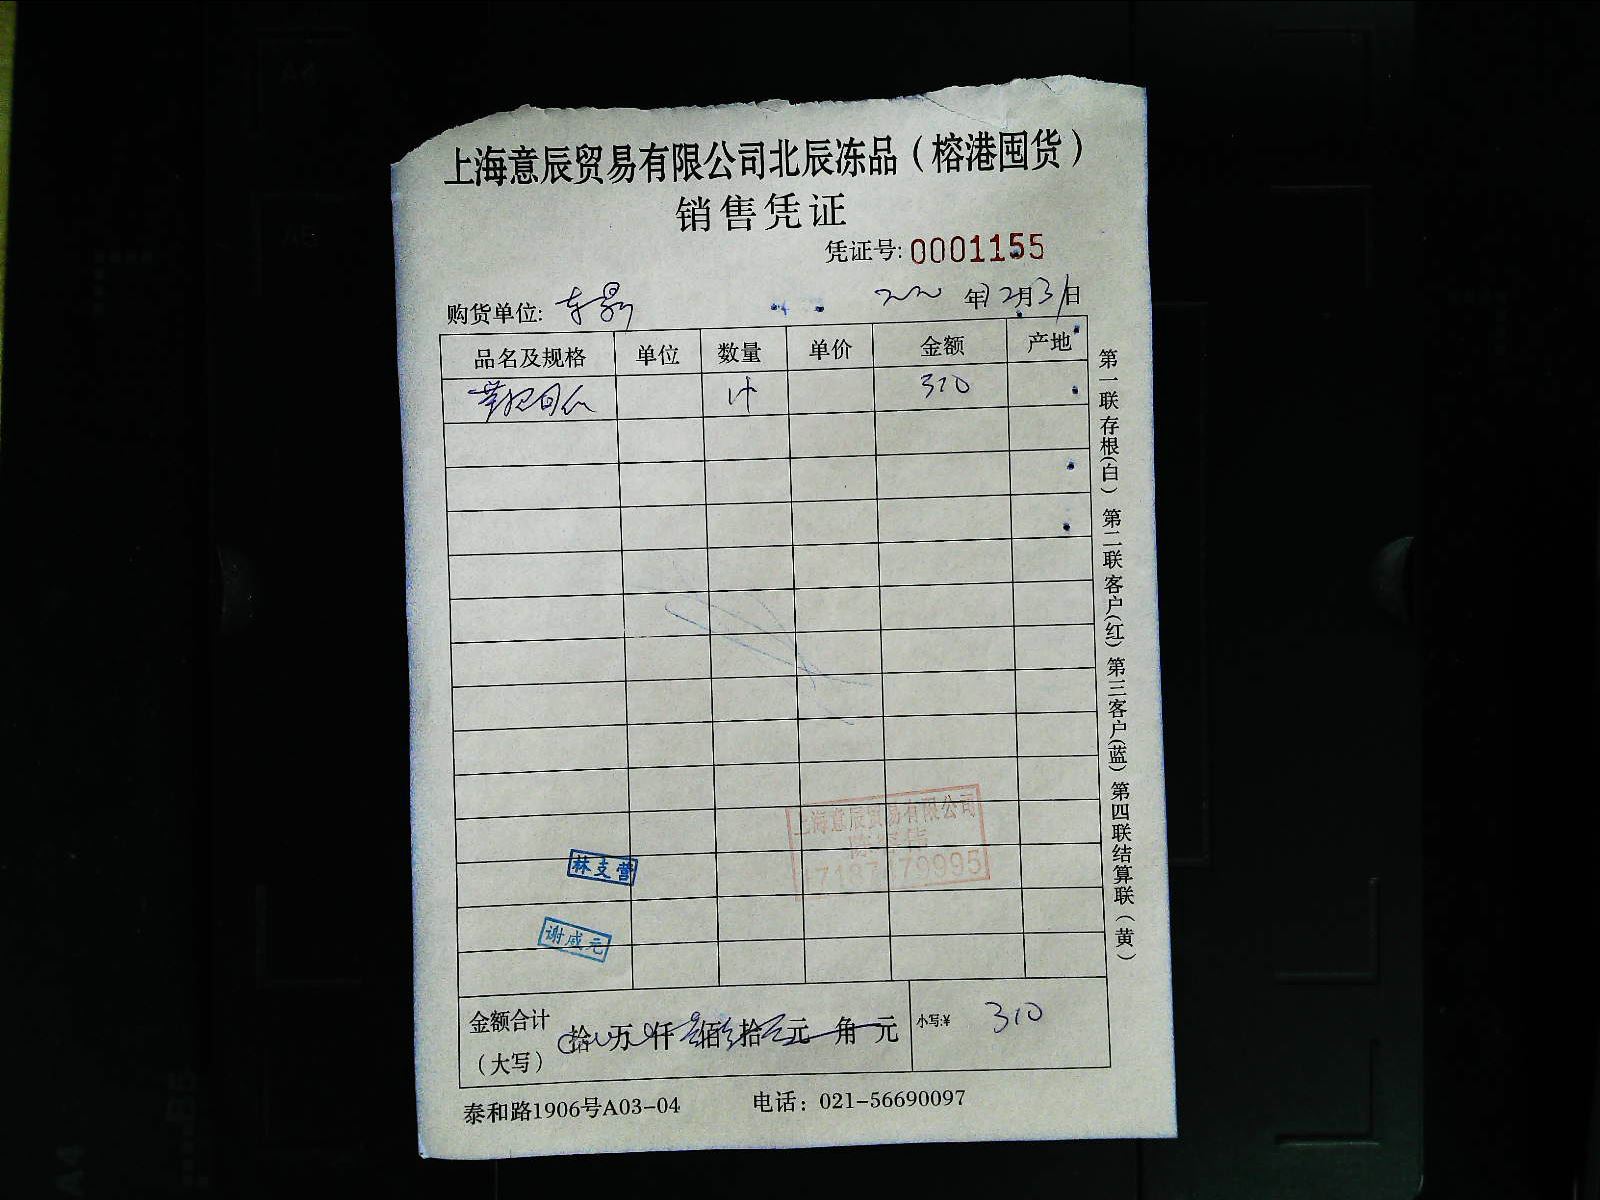 上海意辰贸易有限公司北辰冻品（榕港囤货）
销售凭证
凭证号: 0001155
购货单位: 年 2月31日
品名及规格 单位 数量 单价 金额 产地
1件 310
林支营
谢威元
上海意辰贸易有限公司
金额合计（大写） 拾 万 仟 佰 拾 元 角 元 小写:¥ 310
泰和路1906号A03-04 电话：021-56690097
第一联存根(白) 第二联客户(红) 第三客户(蓝) 第四联结算联(黄)